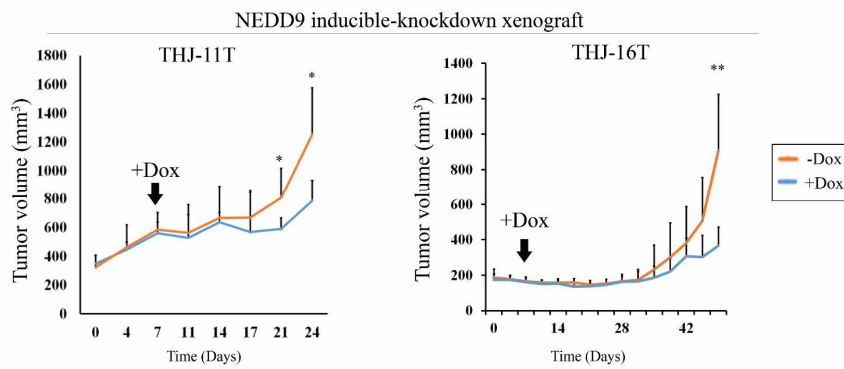 NEDD9 inducible-knockdown xenograft
THJ-11T
Tumor volume (mm³)
1800
1600
1400
1200
1000
800
600
400
200
0
+Dox
*
*
0 4 7 11 14 17 21 24
Time (Days)
THJ-16T
Tumor volume (mm³)
1400
1200
1000
800
600
400
200
0
+Dox
**
0 14 28 42
Time (Days)
-Dox
+Dox